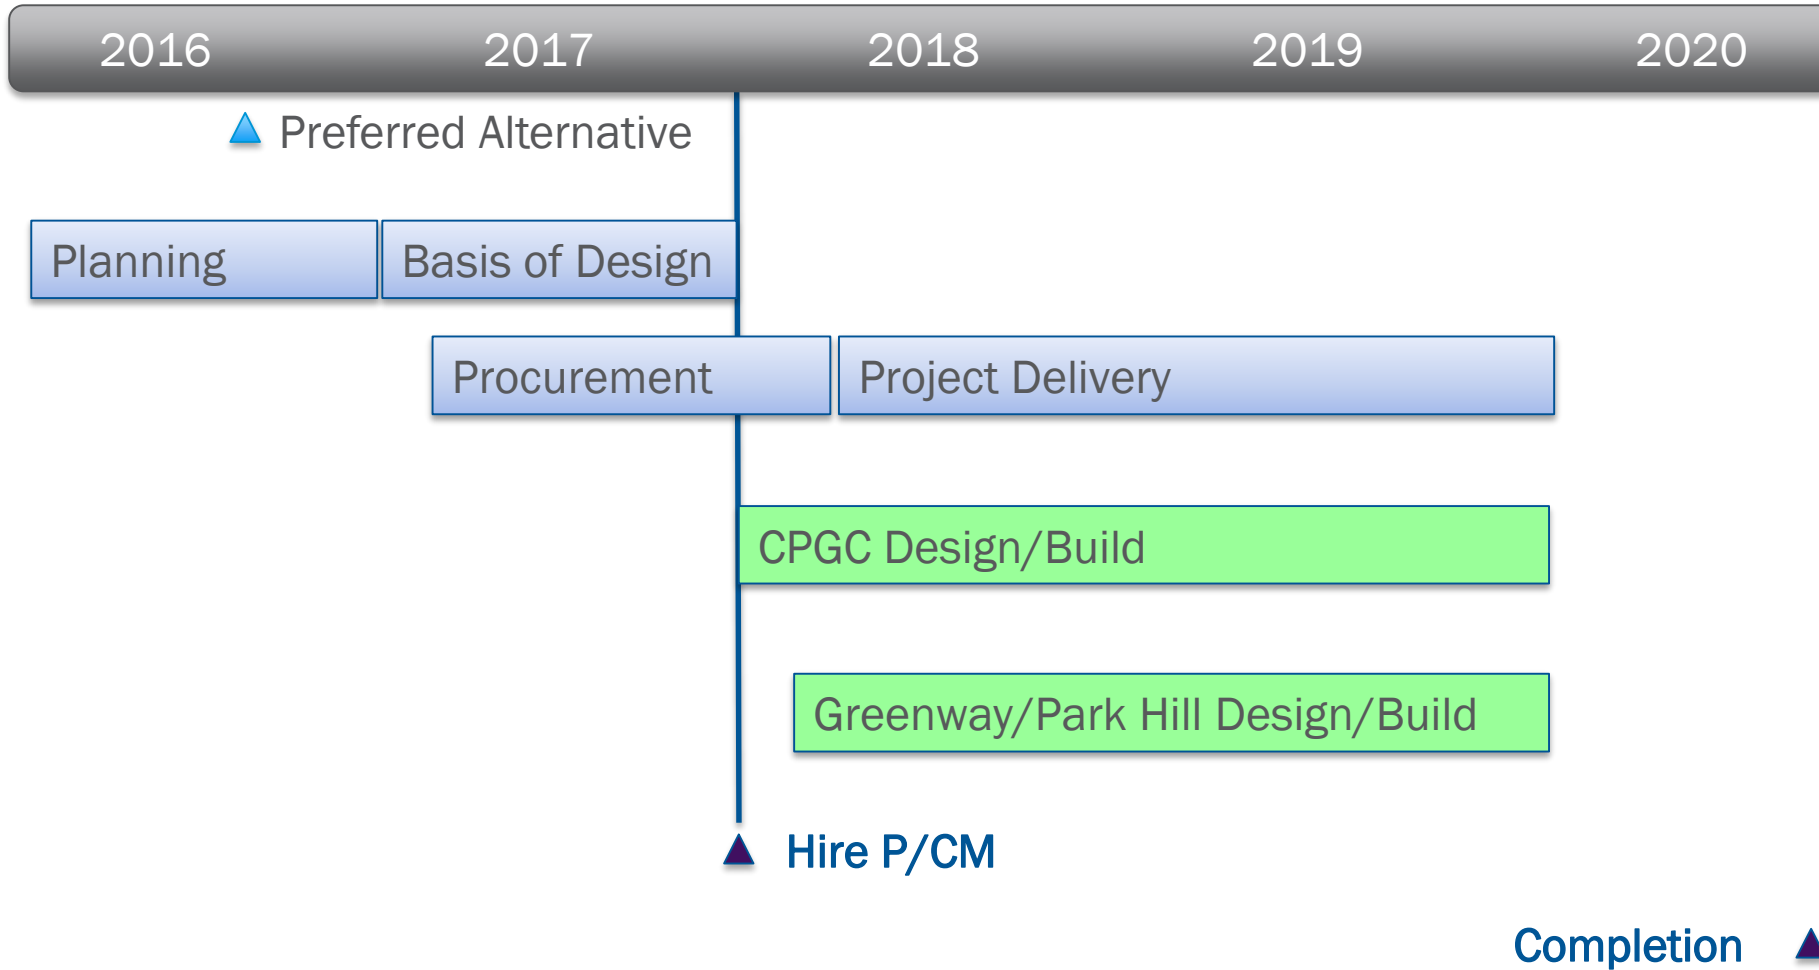 2016 2017 2018 2019 2020
Preferred Alternative
Planning
Basis of Design
Procurement
Project Delivery
CPGC Design/Build
Greenway/Park Hill Design/Build
Hire P/CM
Completion